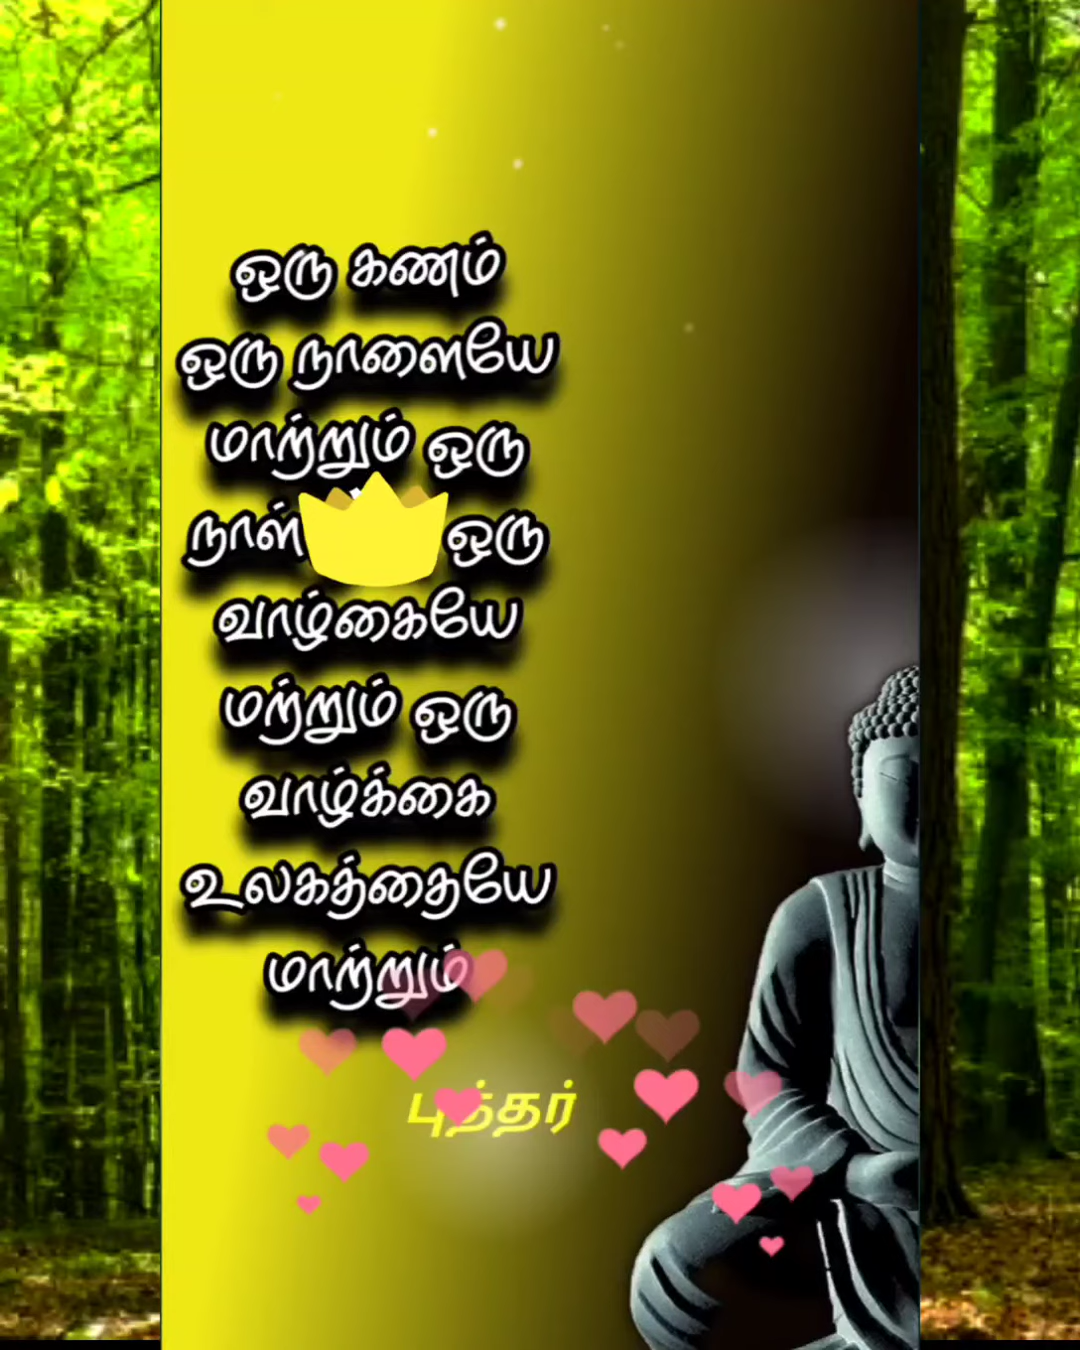 ஒரு கணம்
ஒரு நாளையே
மாற்றும் ஒரு
நாள் ஒரு
வாழ்கையே
மற்றும் ஒரு
வாழ்க்கை
உலகத்தையே
மாற்றும்
புத்தர்